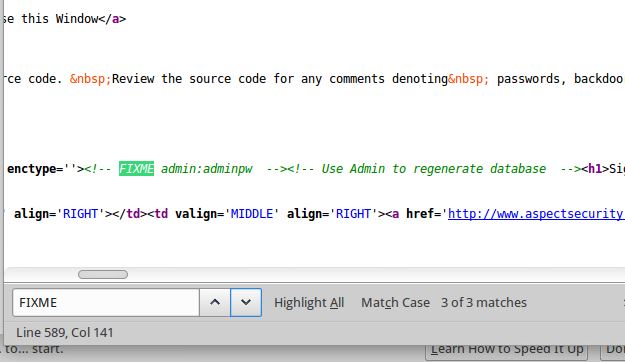 se this Window</a>
rce code. &nbsp;Review the source code for any comments denoting&nbsp; passwords, backdoo
enctype=''><!-- FIXME admin:adminpw --><!-- Use Admin to regenerate database --><h1>Sig
' align='RIGHT'></td><td valign='MIDDLE' align='RIGHT'><a href='http://www.aspectsecurity.
FIXME Highlight All Match Case 3 of 3 matches
Line 589, Col 141
to... start. Learn How to Speed It Up Do